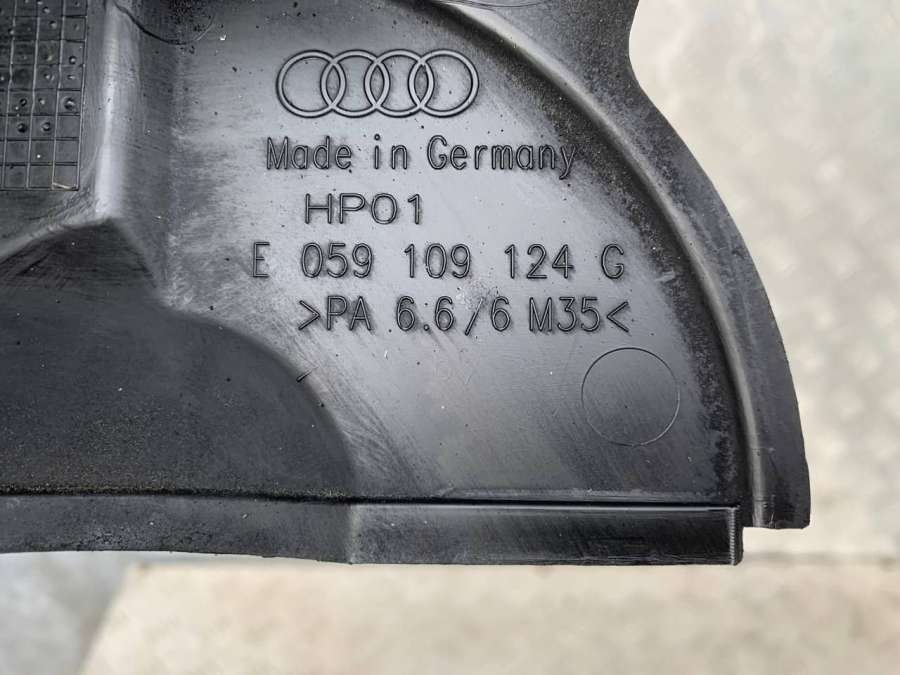 Made in Germany
HP01
E 059 109 124 G
>PA 6.6/6 M35<